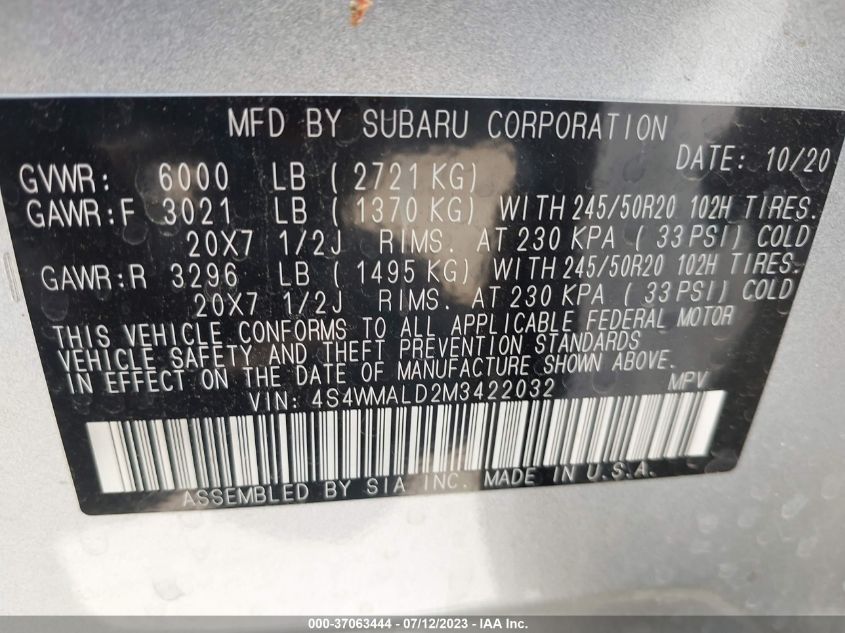 MFD BY SUBARU CORPORATION
DATE: 10/20
GVWR: 6000 LB ( 2721 KG)
GAWR:F 3021 LB ( 1370 KG) WITH 245/50R20 102H TIRES.
20X7 1/2J RIMS. AT 230 KPA ( 33 PSI) COLD
GAWR:R 3296 LB ( 1495 KG) WITH 245/50R20 102H TIRES.
20X7 1/2J RIMS. AT 230 KPA ( 33 PSI) COLD
THIS VEHICLE CONFORMS TO ALL APPLICABLE FEDERAL MOTOR
VEHICLE SAFETY AND THEFT PREVENTION STANDARDS
IN EFFECT ON THE DATE OF MANUFACTURE SHOWN ABOVE.
VIN: 4S4WMALD2M3422032 MPV
ASSEMBLED BY SIA INC. MADE IN U.S.A.
000-37063444 - 07/12/2023 - IAA Inc.